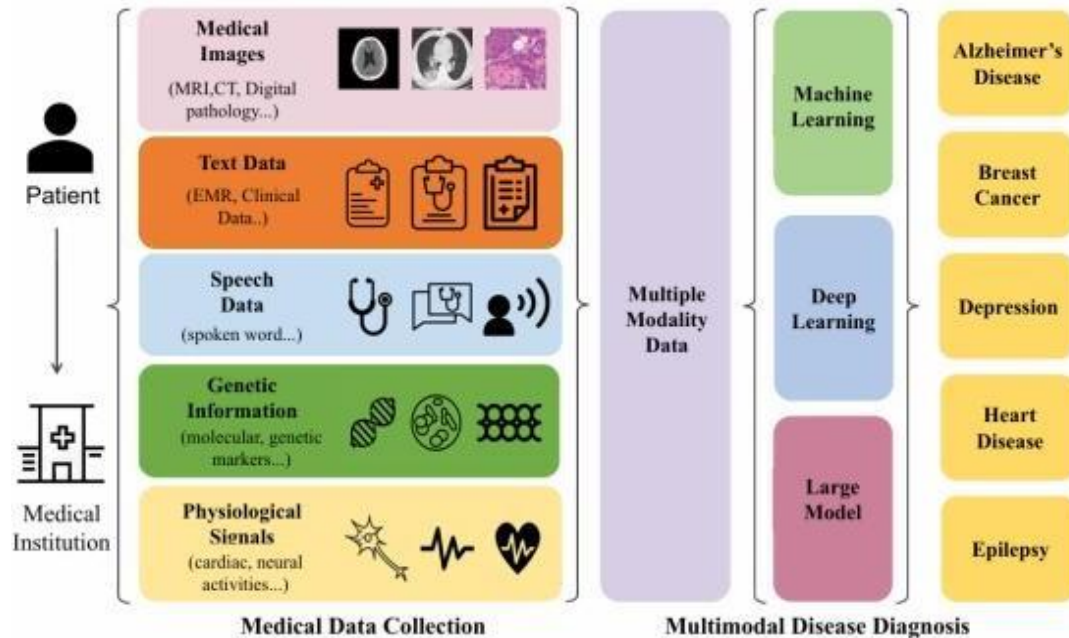 Patient
Medical
Institution
Medical
Images
(MRI,CT, Digital
pathology...)
Text Data
(EMR, Clinical
Data..)
Speech
Data
(spoken word...)
Genetic
Information
(molecular, genetic
markers...)
Physiological
Sienals
(cardiac, neural
activities...)
Multiple
Modality
Data
Machine
Learning
Deep
Learning
Large
Model
Alzheimer's
Disease
Breast
Cancer
Depression
Heart
Disease
Epilepsy
Medical Data Collection
Multimodal Disease Diagnosis